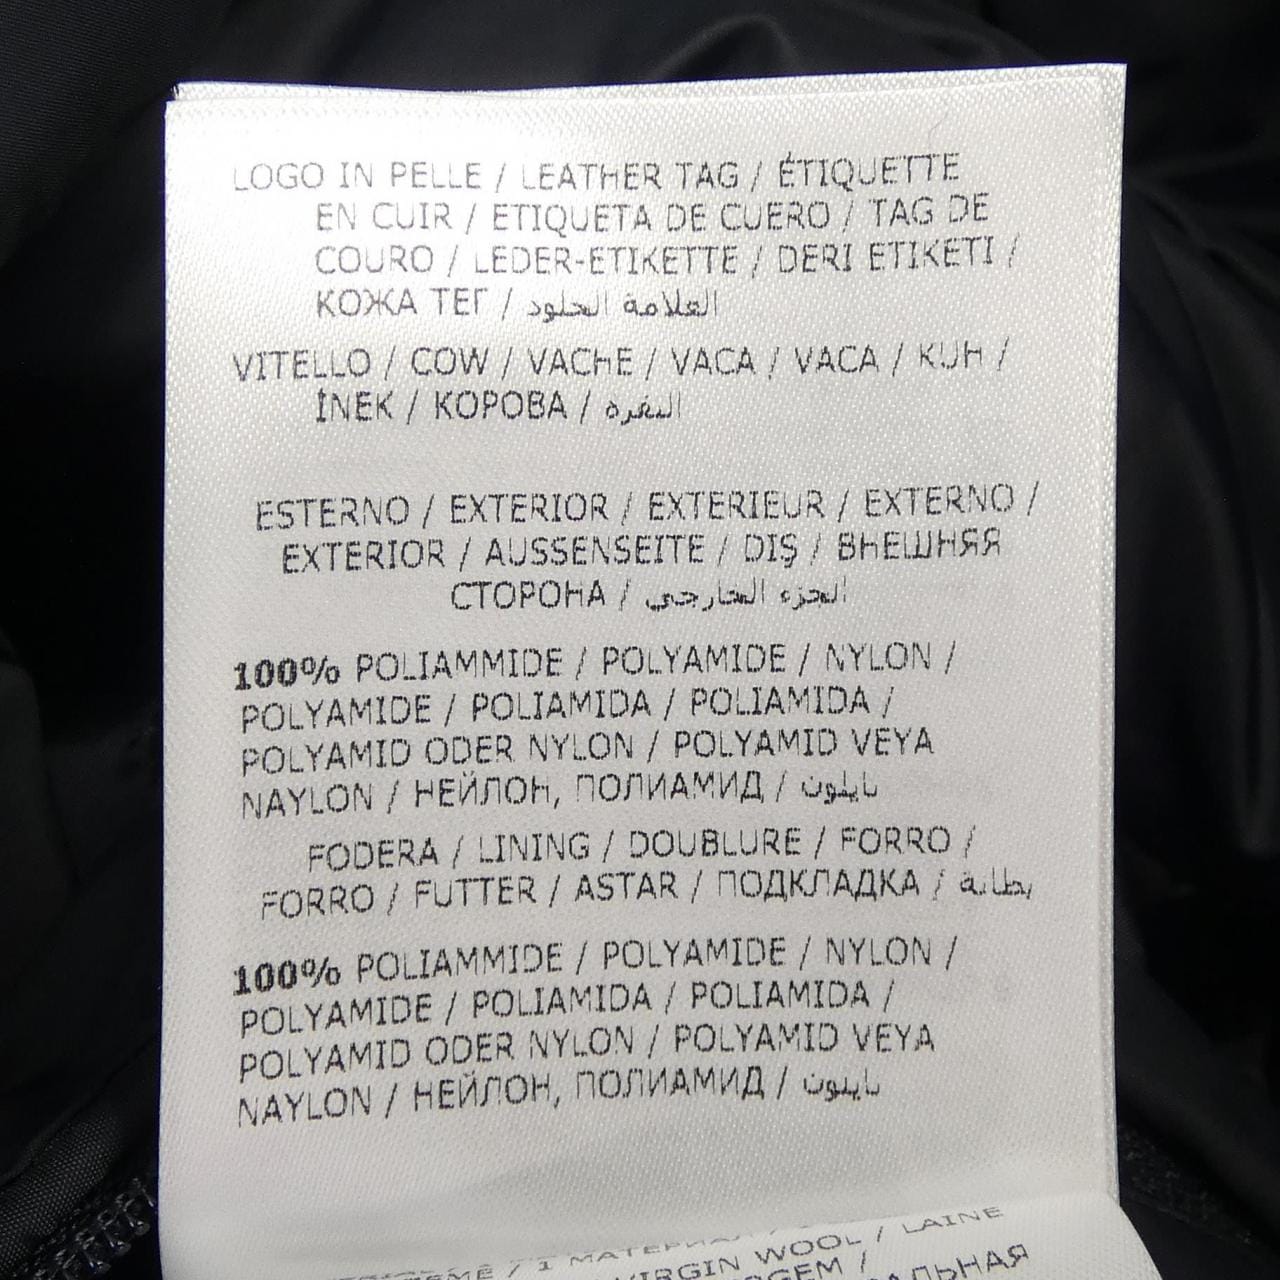 LOGO IN PELLE / LEATHER TAG / ÉTIQUETTE
EN CUIR / ETIQUETA DE CUERO / TAG DE
COURO / LEDER-ETIKETTE / DERI ETIKETI /
КОЖА ТЕГ / العلامة الجلود
VITELLO / COW / VACHE / VACA / VACA / KUH /
İNEK / КОРОВА / البقرة
ESTERNO / EXTERIOR / EXTERIEUR / EXTERNO /
EXTERIOR / AUSSENSEITE / DIŞ / ВНЕШНЯЯ
СТОРОНА / الجزء الخارجي
100% POLIAMMIDE / POLYAMIDE / NYLON /
POLYAMIDE / POLIAMIDA / POLIAMIDA /
POLYAMID ODER NYLON / POLYAMID VEYA
NAYLON / НЕЙЛОН, ПОЛИАМИД / نايلون
FODERA / LINING / DOUBLURE / FORRO /
FORRO / FUTTER / ASTAR / ПОДКЛАДКА / بطانة
100% POLIAMMIDE / POLYAMIDE / NYLON /
POLYAMIDE / POLIAMIDA / POLIAMIDA /
POLYAMID ODER NYLON / POLYAMID VEYA
NAYLON / НЕЙЛОН, ПОЛИАМИД / نايلون
/ 1 МАТЕРИАЛ /
VIRGIN WOOL / LAINE